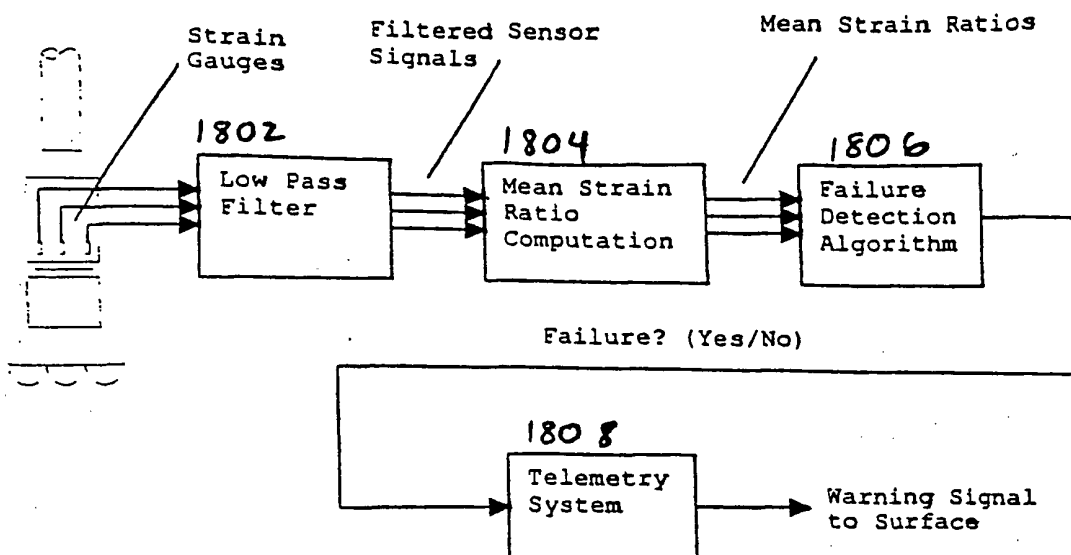 Strain
Gauges
Filtered Sensor
Signals
Mean Strain Ratios
1802
Low Pass
Filter
1804
Mean Strain
Ratio
Computation
1806
Failure
Detection
Algorithm
Failure? (Yes/No)
1808
Telemetry
System
Warning Signal
to Surface